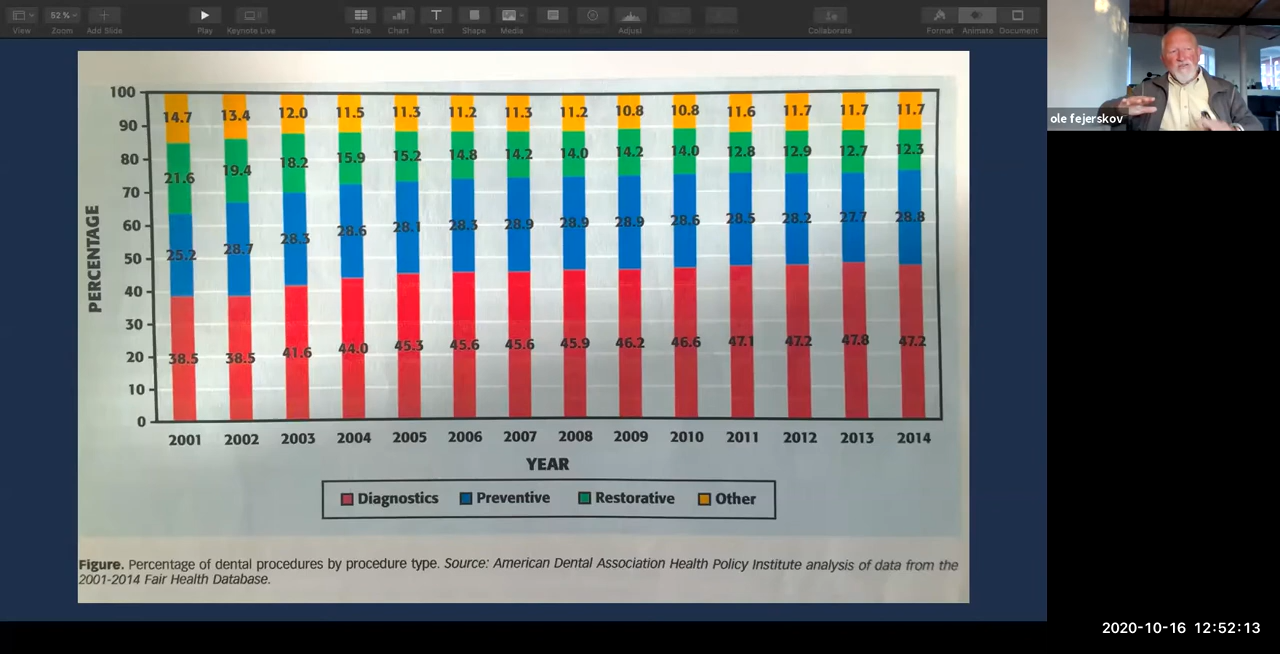 52 %
View
Zoom
Add Slide
Play
Keynote Live
Table
Chart
Text
Shape
Media
Adjust
Collaborate
Format
Animate
Document
ole fejerskov
100
90
80
70
60
50
40
30
20
10
0
PERCENTAGE
14.7 13.4 12.0 11.5 11.3 11.2 11.3 11.2 10.8 10.8 11.6 11.7 11.7 11.7
21.6 19.4 18.2 15.9 15.2 14.8 14.2 14.0 14.2 14.0 12.8 12.9 12.7 12.3
25.2 28.7 28.3 28.6 28.1 28.3 28.9 28.9 28.9 28.6 28.5 28.2 27.7 28.8
38.5 38.5 41.6 44.0 45.3 45.6 45.6 45.9 46.2 46.6 47.1 47.2 47.8 47.2
2001 2002 2003 2004 2005 2006 2007 2008 2009 2010 2011 2012 2013 2014
YEAR
Diagnostics Preventive Restorative Other
Figure. Percentage of dental procedures by procedure type. Source: American Dental Association Health Policy Institute analysis of data from the
2001-2014 Fair Health Database.
2020-10-16 12:52:13